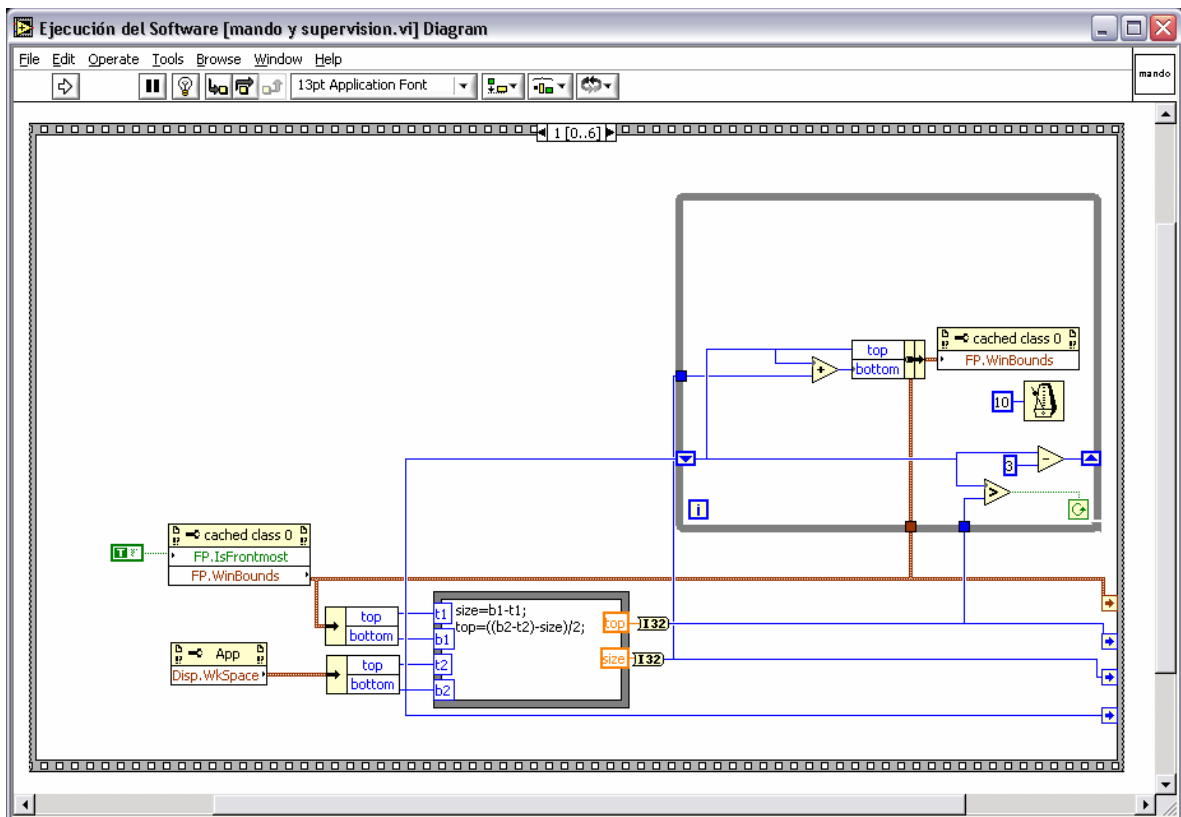 Ejecución del Software [mando y supervision.vi] Diagram
File Edit Operate Tools Browse Window Help
mando
13pt Application Font
1 [0..6]
cached class 0
top
FP.WinBounds
bottom
+
10
3
-
>
i
cached class 0
T
FP.IsFrontmost
FP.WinBounds
top
bottom
t1
b1
t2
b2
size=b1-t1;
top=((b2-t2)-size)/2;
top
I32
size
I32
App
Disp.WkSpace
top
bottom